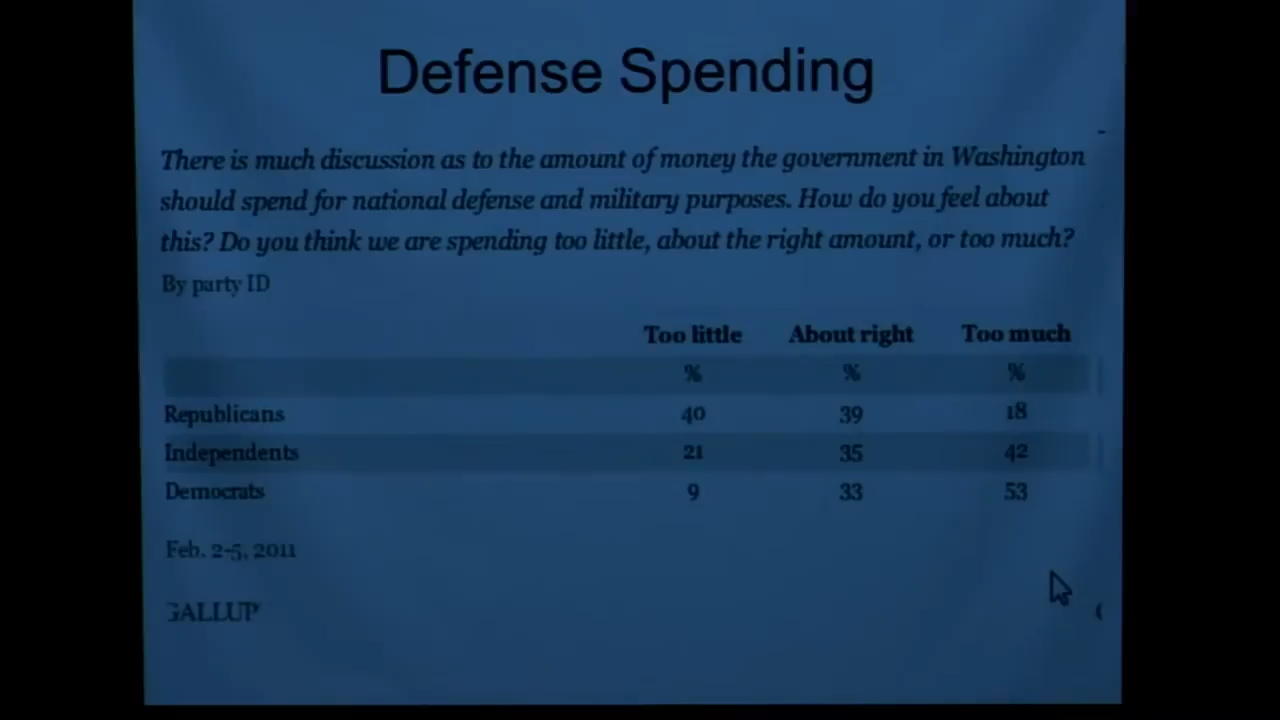 Defense Spending
There is much discussion as to the amount of money the government in Washington
should spend for national defense and military purposes. How do you feel about
this? Do you think we are spending too little, about the right amount, or too much?
By party ID
Too little About right Too much
% % %
Republicans 40 39 18
Independents 21 35 42
Democrats 9 33 53
Feb. 2-5, 2011
GALLUP